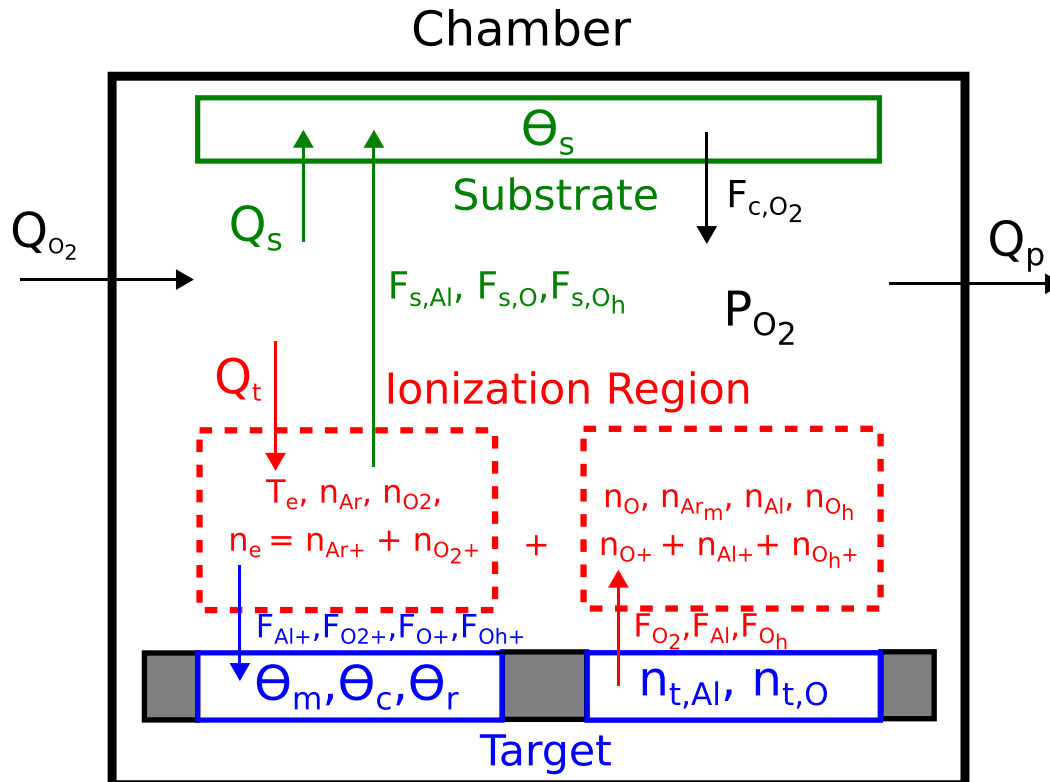 Chamber
Θs
Substrate
QO2
Qs
Fc,O2
Qp
Fs,Al, Fs,O,Fs,Oh
PO2
Qt
Ionization Region
Te, nAr, nO2,
ne = nAr+ + nO2+
+
nO, nArm, nAl, nOh
nO+ + nAl+ + nOh+
FAl+,FO2+,FO+,FOh+
FO2,FAl,FOh
Θm,Θc,Θr
nt,Al, nt,O
Target